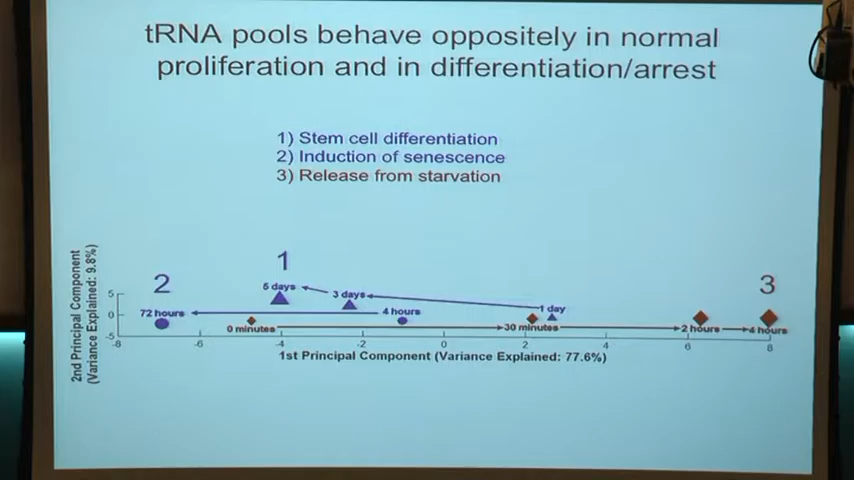 tRNA pools behave oppositely in normal
proliferation and in differentiation/arrest
1) Stem cell differentiation
2) Induction of senescence
3) Release from starvation
2nd Principal Component
(Variance Explained: 9.8%)
5
0
-5
2
1
3
5 days
3 days
72 hours
4 hours
1 day
0 minutes
30 minutes
2 hours
4 hours
-8
-6
-4
-2
0
2
4
6
8
1st Principal Component (Variance Explained: 77.6%)